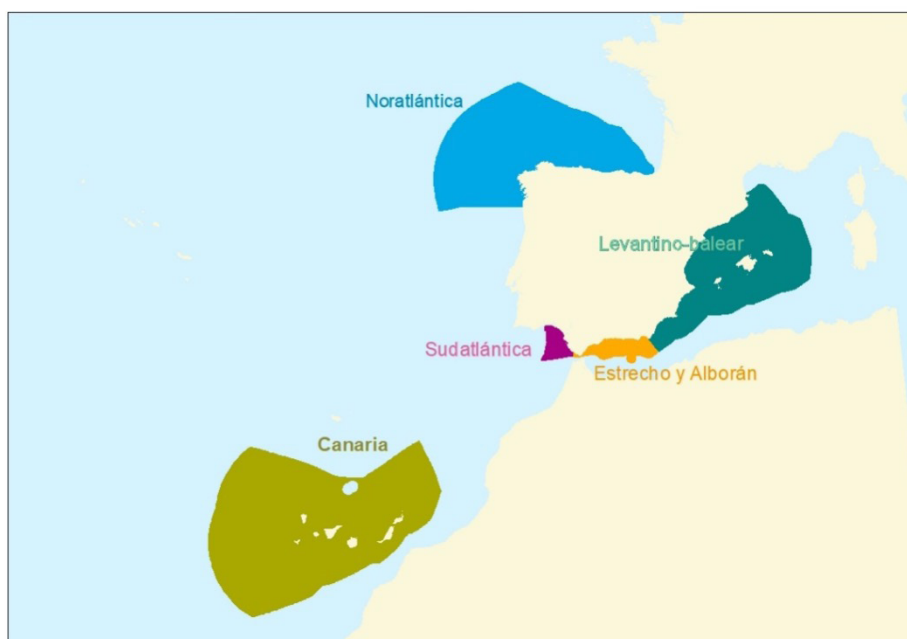 Noratlántica
Levantino-balear
Sudatlántica
Estrecho y Alborán
Canaria